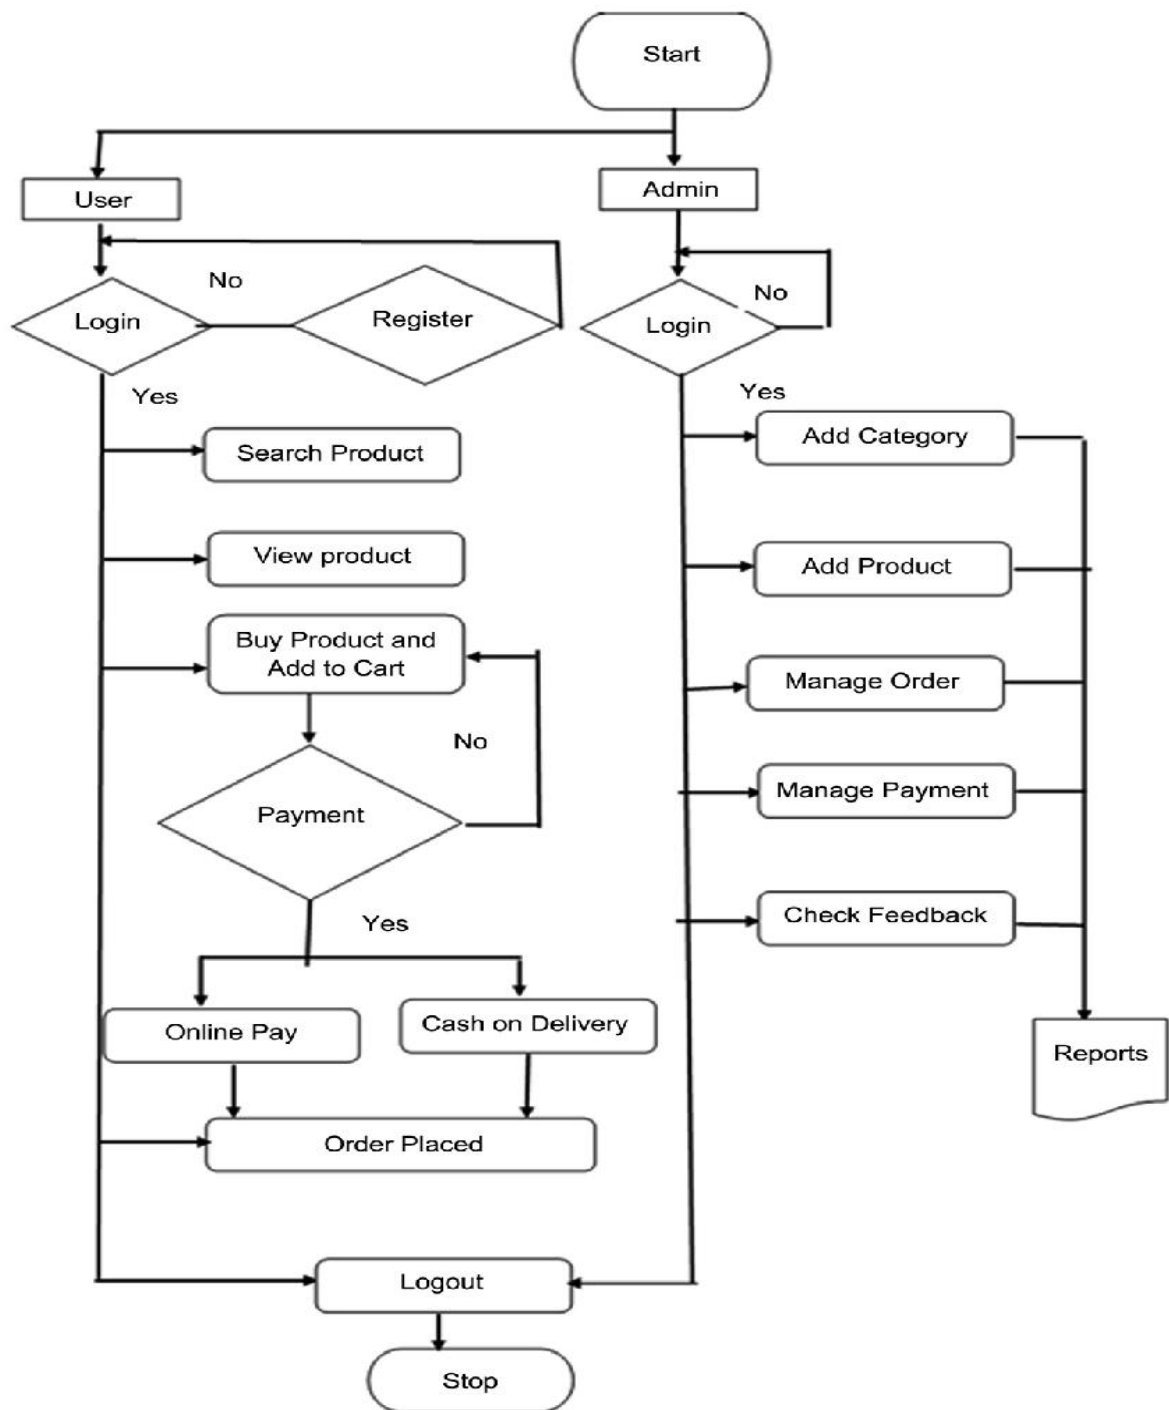 Start
User
Admin
No
Login
Register
Yes
No
Login
Yes
Search Product
View product
Buy Product and
Add to Cart
No
Payment
Yes
Online Pay
Cash on Delivery
Order Placed
Add Category
Add Product
Manage Order
Manage Payment
Check Feedback
Reports
Logout
Stop